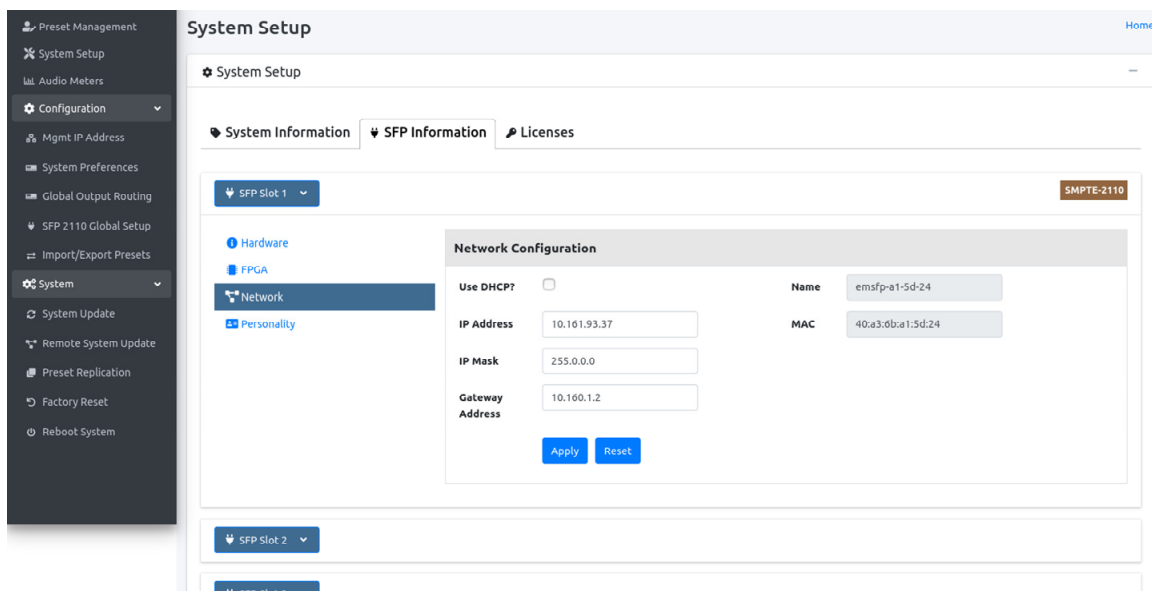 Preset Management
System Setup
Audio Meters
Configuration
Mgmt IP Address
System Preferences
Global Output Routing
SFP 2110 Global Setup
Import/Export Presets
System
System Update
Remote System Update
Preset Replication
Factory Reset
Reboot System
System Setup
Home
System Setup
System Information
SFP Information
Licenses
SFP Slot 1
SMPTE-2110
Hardware
FPGA
Network
Personality
Network Configuration
Use DHCP?
Name emsfp-a1-5d-24
IP Address 10.161.93.37
MAC 40:a3:6b:a1:5d:24
IP Mask 255.0.0.0
Gateway Address 10.160.1.2
Apply Reset
SFP Slot 2